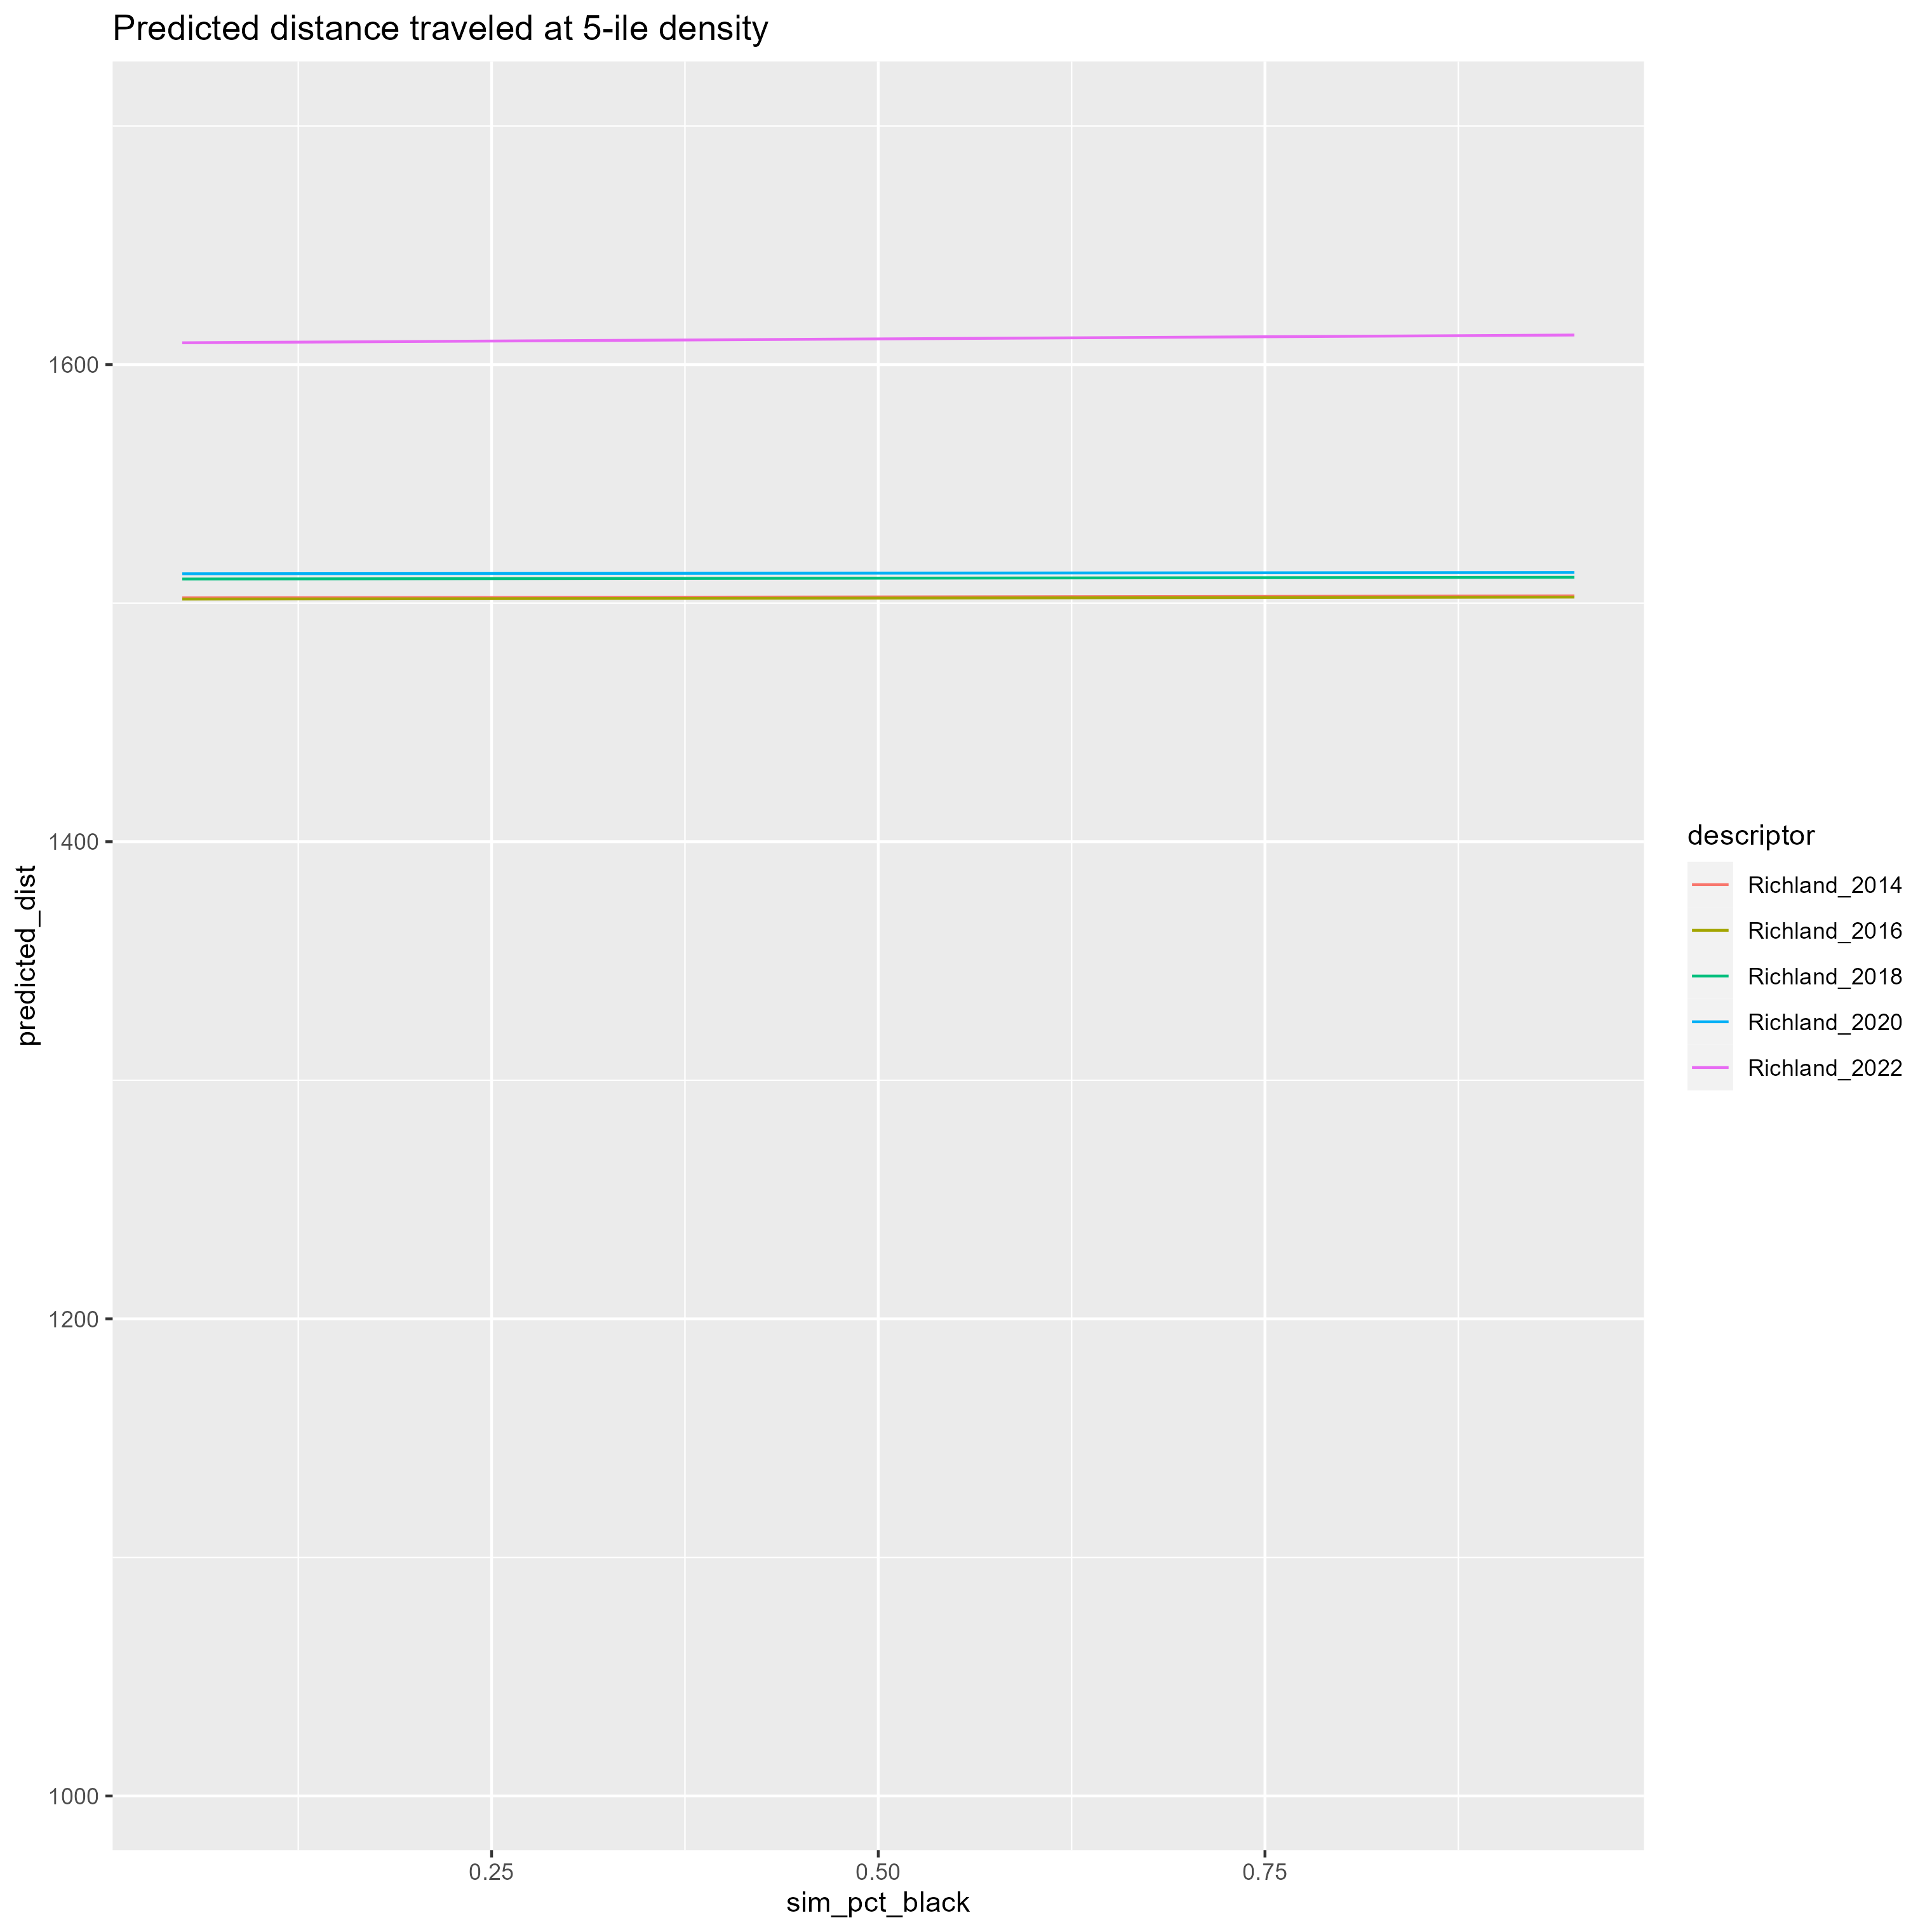 Predicted distance traveled at 5-ile density
1600
1400
1200
1000
predicted_dist
0.25
0.50
0.75
sim_pct_black
descriptor
Richland_2014
Richland_2016
Richland_2018
Richland_2020
Richland_2022